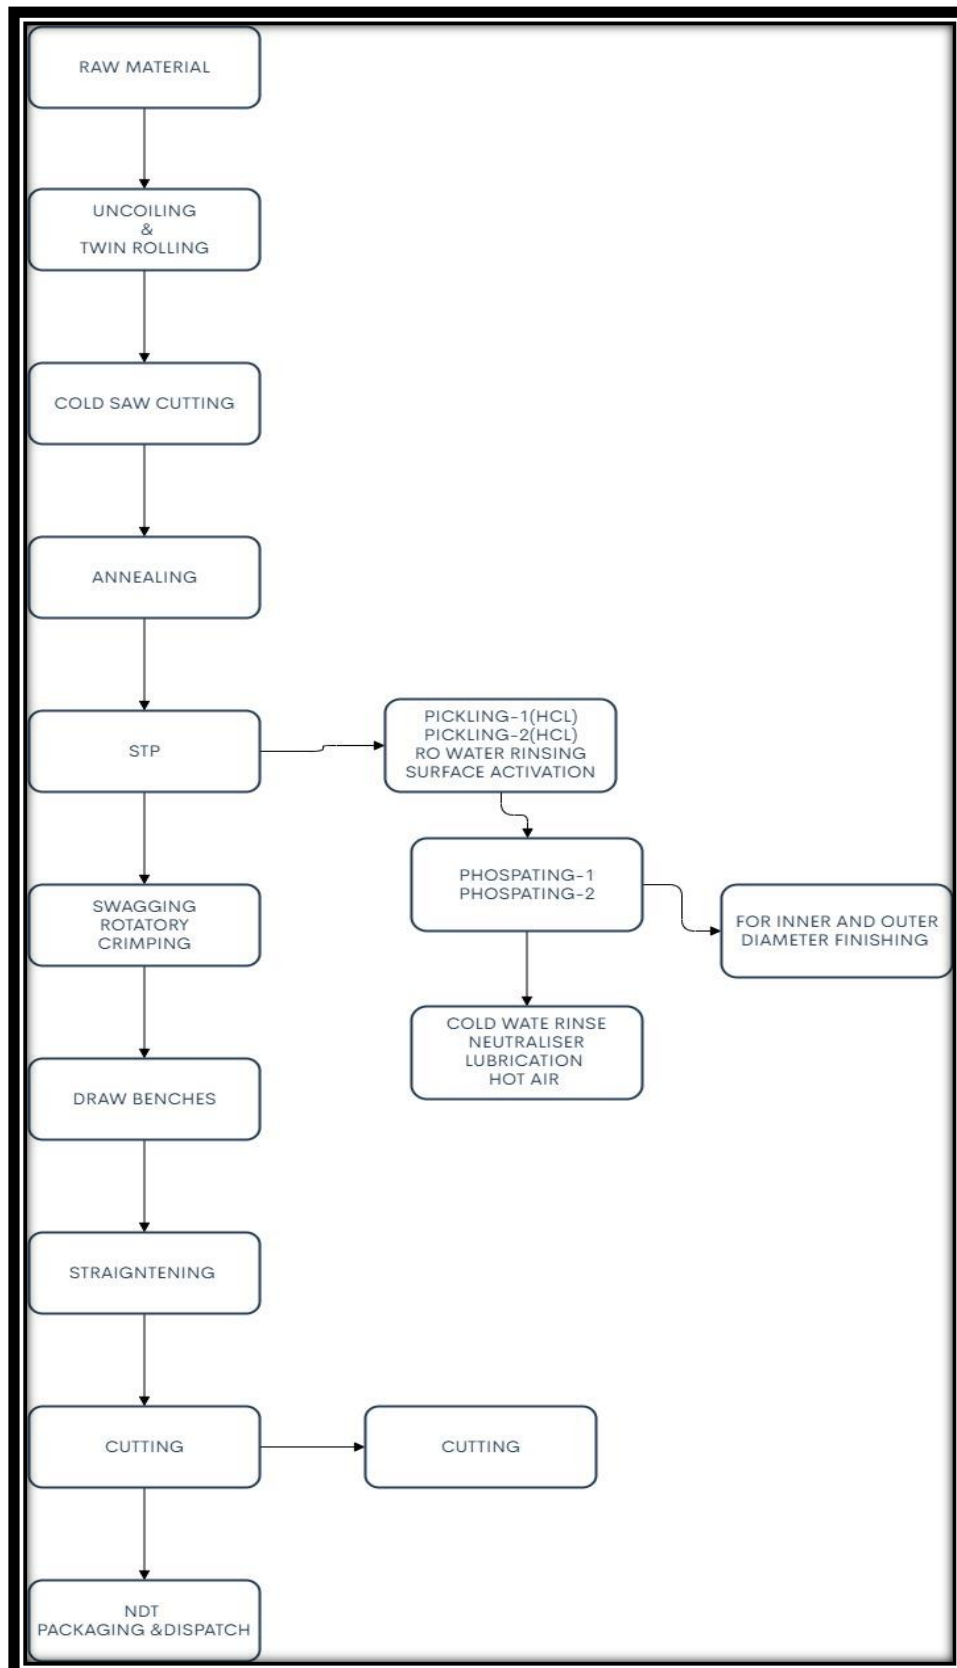 RAW MATERIAL
UNCOILING
&
TWIN ROLLING
COLD SAW CUTTING
ANNEALING
STP
PICKLING-1(HCL)
PICKLING-2(HCL)
RO WATER RINSING
SURFACE ACTIVATION
PHOSPATING-1
PHOSPATING-2
FOR INNER AND OUTER
DIAMETER FINISHING
SWAGGING
ROTATORY
CRIMPING
COLD WATE RINSE
NEUTRALISER
LUBRICATION
HOT AIR
DRAW BENCHES
STRAIGNTENING
CUTTING
CUTTING
NDT
PACKAGING &DISPATCH